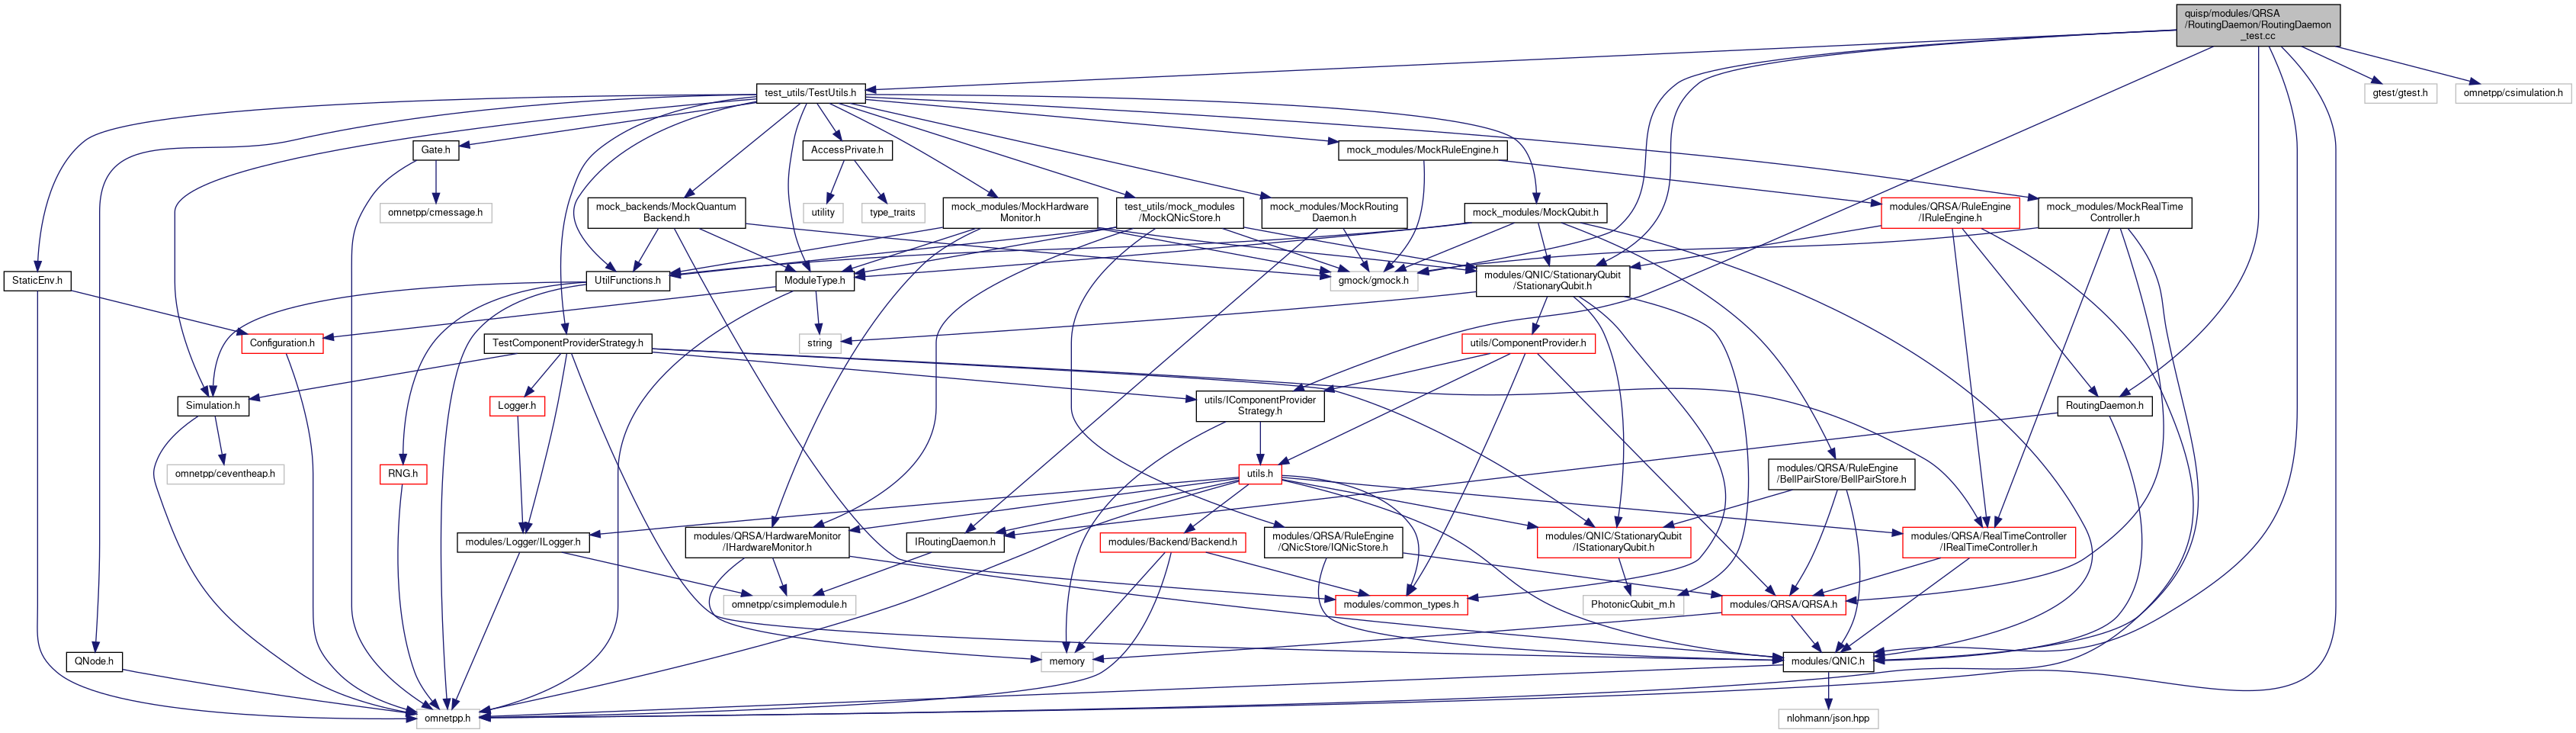 quisp/modules/QRSA
/RoutingDaemon/RoutingDaemon
_test.cc
test_utils/TestUtils.h
gtest/gtest.h
omnetpp/csimulation.h
Gate.h
AccessPrivate.h
mock_modules/MockRuleEngine.h
omnetpp/cmessage.h
mock_backends/MockQuantum
Backend.h
utility
type_traits
mock_modules/MockHardware
Monitor.h
test_utils/mock_modules
/MockQNicStore.h
mock_modules/MockRouting
Daemon.h
mock_modules/MockQubit.h
modules/QRSA/RuleEngine
/IRuleEngine.h
mock_modules/MockRealTime
Controller.h
StaticEnv.h
UtilFunctions.h
ModuleType.h
gmock/gmock.h
modules/QNIC/StationaryQubit
/StationaryQubit.h
Configuration.h
TestComponentProviderStrategy.h
string
utils/ComponentProvider.h
Simulation.h
Logger.h
utils/IComponentProvider
Strategy.h
RoutingDaemon.h
omnetpp/ceventheap.h
RNG.h
utils.h
modules/QRSA/RuleEngine
/BellPairStore/BellPairStore.h
modules/Logger/ILogger.h
modules/QRSA/HardwareMonitor
/IHardwareMonitor.h
IRoutingDaemon.h
modules/Backend/Backend.h
modules/QRSA/RuleEngine
/QNicStore/IQNicStore.h
modules/QNIC/StationaryQubit
/IStationaryQubit.h
modules/QRSA/RealTimeController
/IRealTimeController.h
omnetpp/csimplemodule.h
modules/common_types.h
PhotonicQubit_m.h
modules/QRSA/QRSA.h
QNode.h
memory
modules/QNIC.h
omnetpp.h
nlohmann/json.hpp